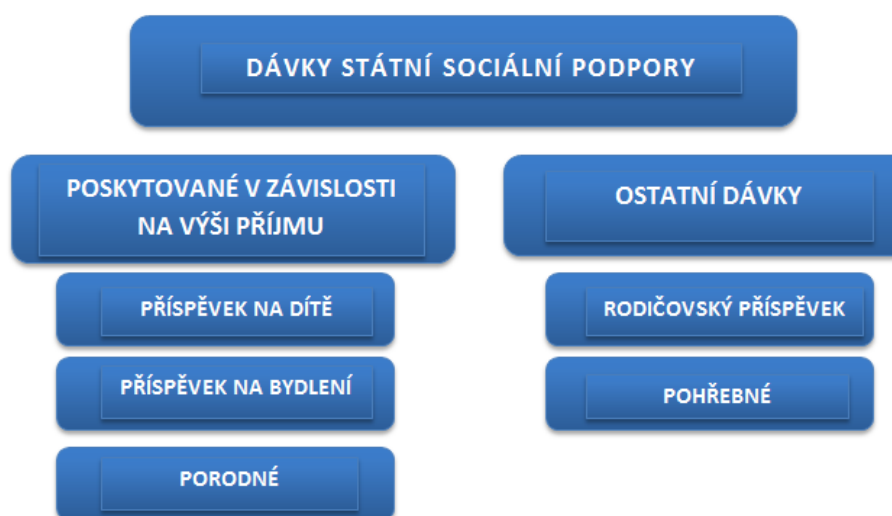 DÁVKY STÁTNÍ SOCIÁLNÍ PODPORY
POSKYTOVANÉ V ZÁVISLOSTI
NA VÝŠI PŘÍJMU
PŘÍSPĚVEK NA DÍTĚ
PŘÍSPĚVEK NA BYDLENÍ
PORODNÉ
OSTATNÍ DÁVKY
RODIČOVSKÝ PŘÍSPĚVEK
POHŘEBNÉ